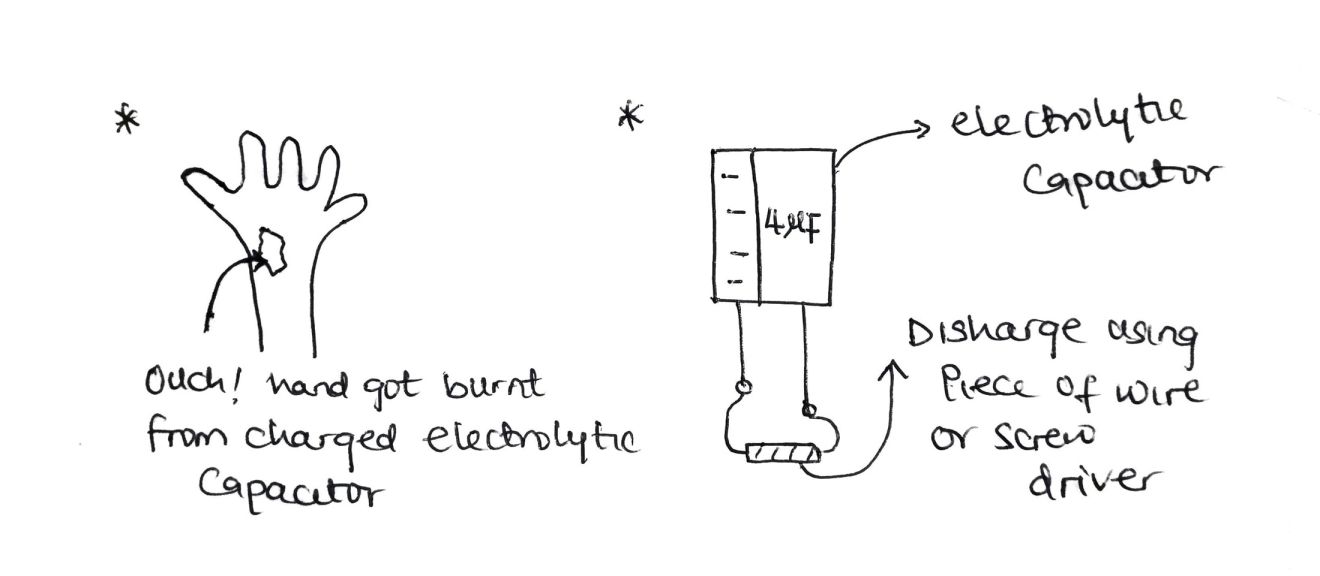 *
Ouch! hand got burnt
from charged electrolytic
Capacitor
*
electrolytic
Capacitor
- - - -
4µF
Disharge using
Piece of wire
or screw
driver